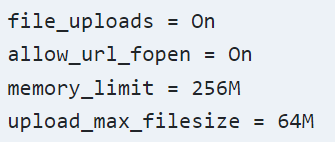 file_uploads = On
allow_url_fopen = On
memory_limit = 256M
upload_max_filesize = 64M